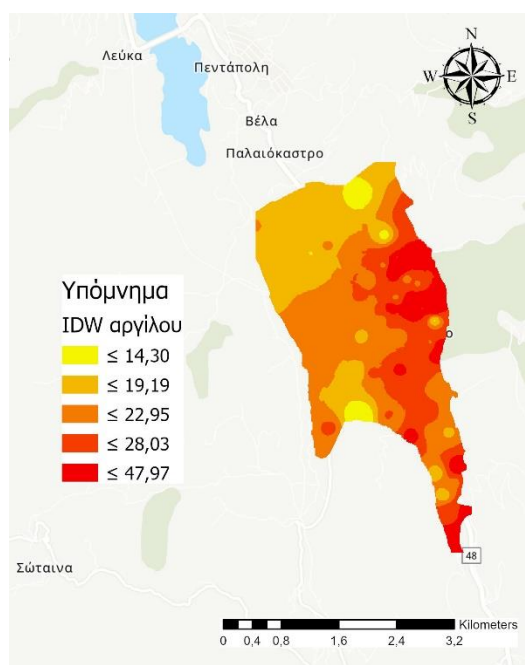 N
W E
S
Λεύκα
Πεντάπολη
Βέλα
Παλαιόκαστρο
ο
Υπόμνημα
IDW αργίλου
≤ 14,30
≤ 19,19
≤ 22,95
≤ 28,03
≤ 47,97
48
Σώταινα
Kilometers
0 0,4 0,8 1,6 2,4 3,2